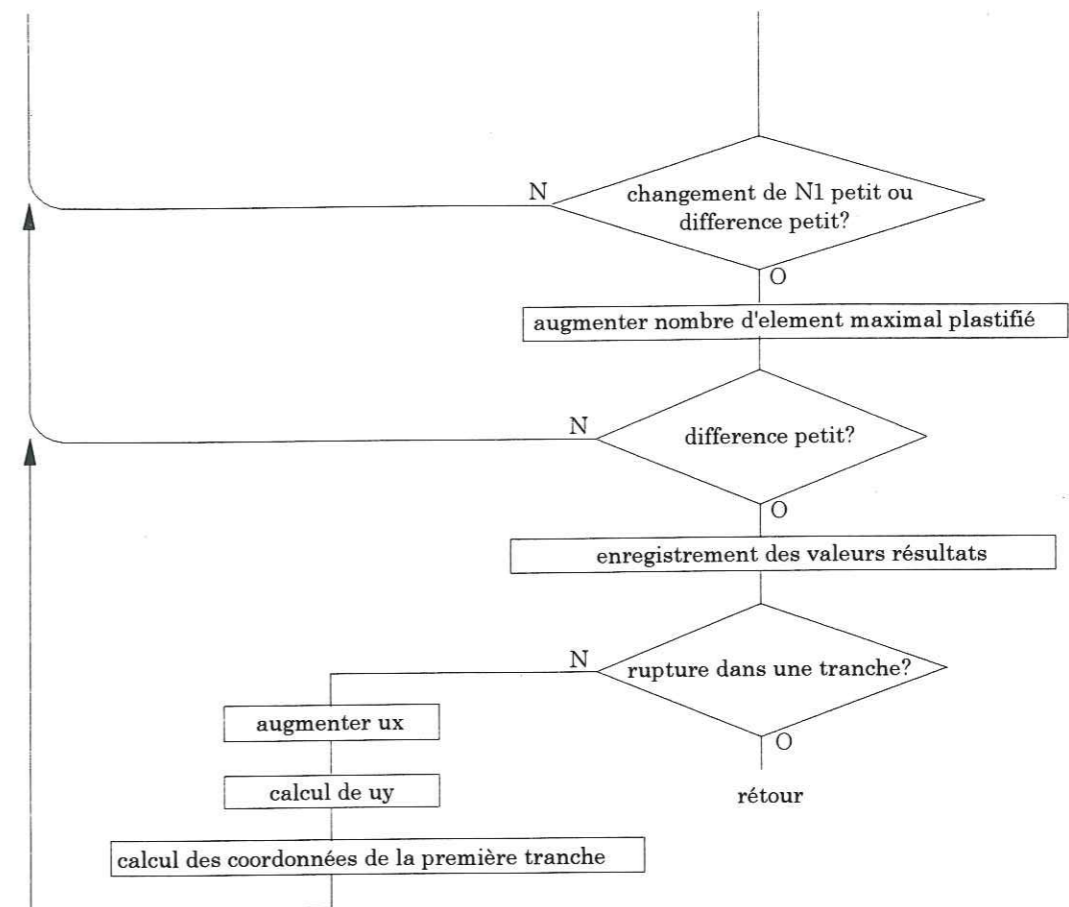 N
changement de N1 petit ou
difference petit?
O
augmenter nombre d'element maximal plastifié
N
difference petit?
O
enregistrement des valeurs résultats
N
rupture dans une tranche?
augmenter ux
O
calcul de uy
rétour
calcul des coordonnées de la première tranche